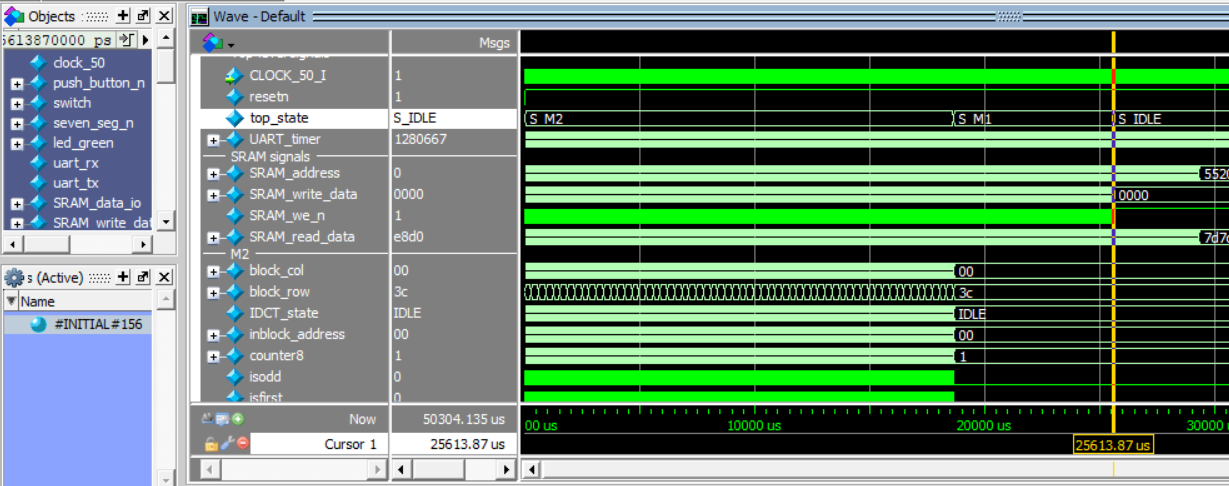 Objects
5613870000 ps
clock_50
push_button_n
switch
seven_seg_n
led_green
uart_rx
uart_tx
SRAM_data_io
SRAM_write_dat
s (Active)
Name
#INITIAL#156
Wave - Default
Msgs
CLOCK_50_I 1
resetn 1
top_state S_IDLE S_M2 S_M1 S_IDLE
UART_timer 1280667
SRAM signals
SRAM_address 0 5520
SRAM_write_data 0000 0000
SRAM_we_n 1
SRAM_read_data e8d0 7d7c
M2
block_col 00 00
block_row 3c 3c
IDCT_state IDLE IDLE
inblock_address 00 00
counter8 1 1
isodd 0
isfirst 0
Now 50304.135 us 00 us 10000 us 20000 us 30000
Cursor 1 25613.87 us 25613.87 us